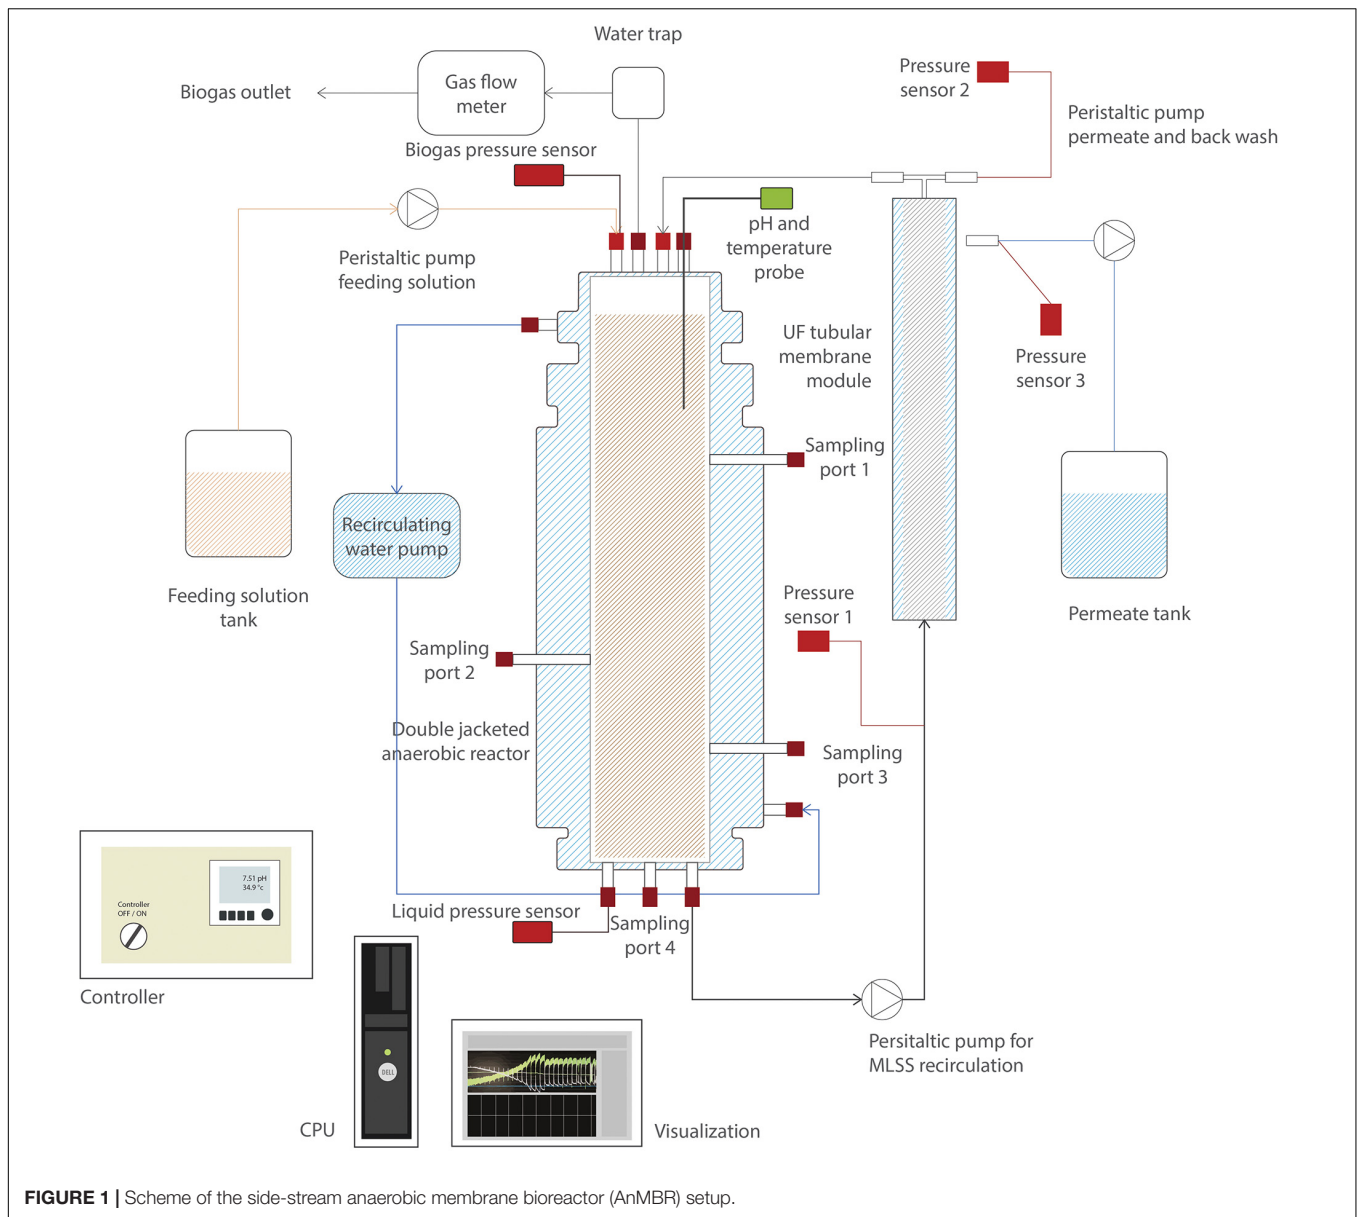 Water trap
Gas flow
meter
Biogas outlet
Biogas pressure sensor
Pressure
sensor 2
Peristaltic pump
permeate and back wash
pH and
temperature
probe
Peristaltic pump
feeding solution
UF tubular
membrane
module
Pressure
sensor 3
Sampling
port 1
Recirculating
water pump
Feeding solution
tank
Pressure
sensor 1
Permeate tank
Sampling
port 2
Double jacketed
anaerobic reactor
Sampling
port 3
7.51 pH
34.9 °c
Controller
OFF / ON
Controller
Liquid pressure sensor
Sampling
port 4
Persitaltic pump for
MLSS recirculation
DELL
CPU
Visualization
FIGURE 1 | Scheme of the side-stream anaerobic membrane bioreactor (AnMBR) setup.